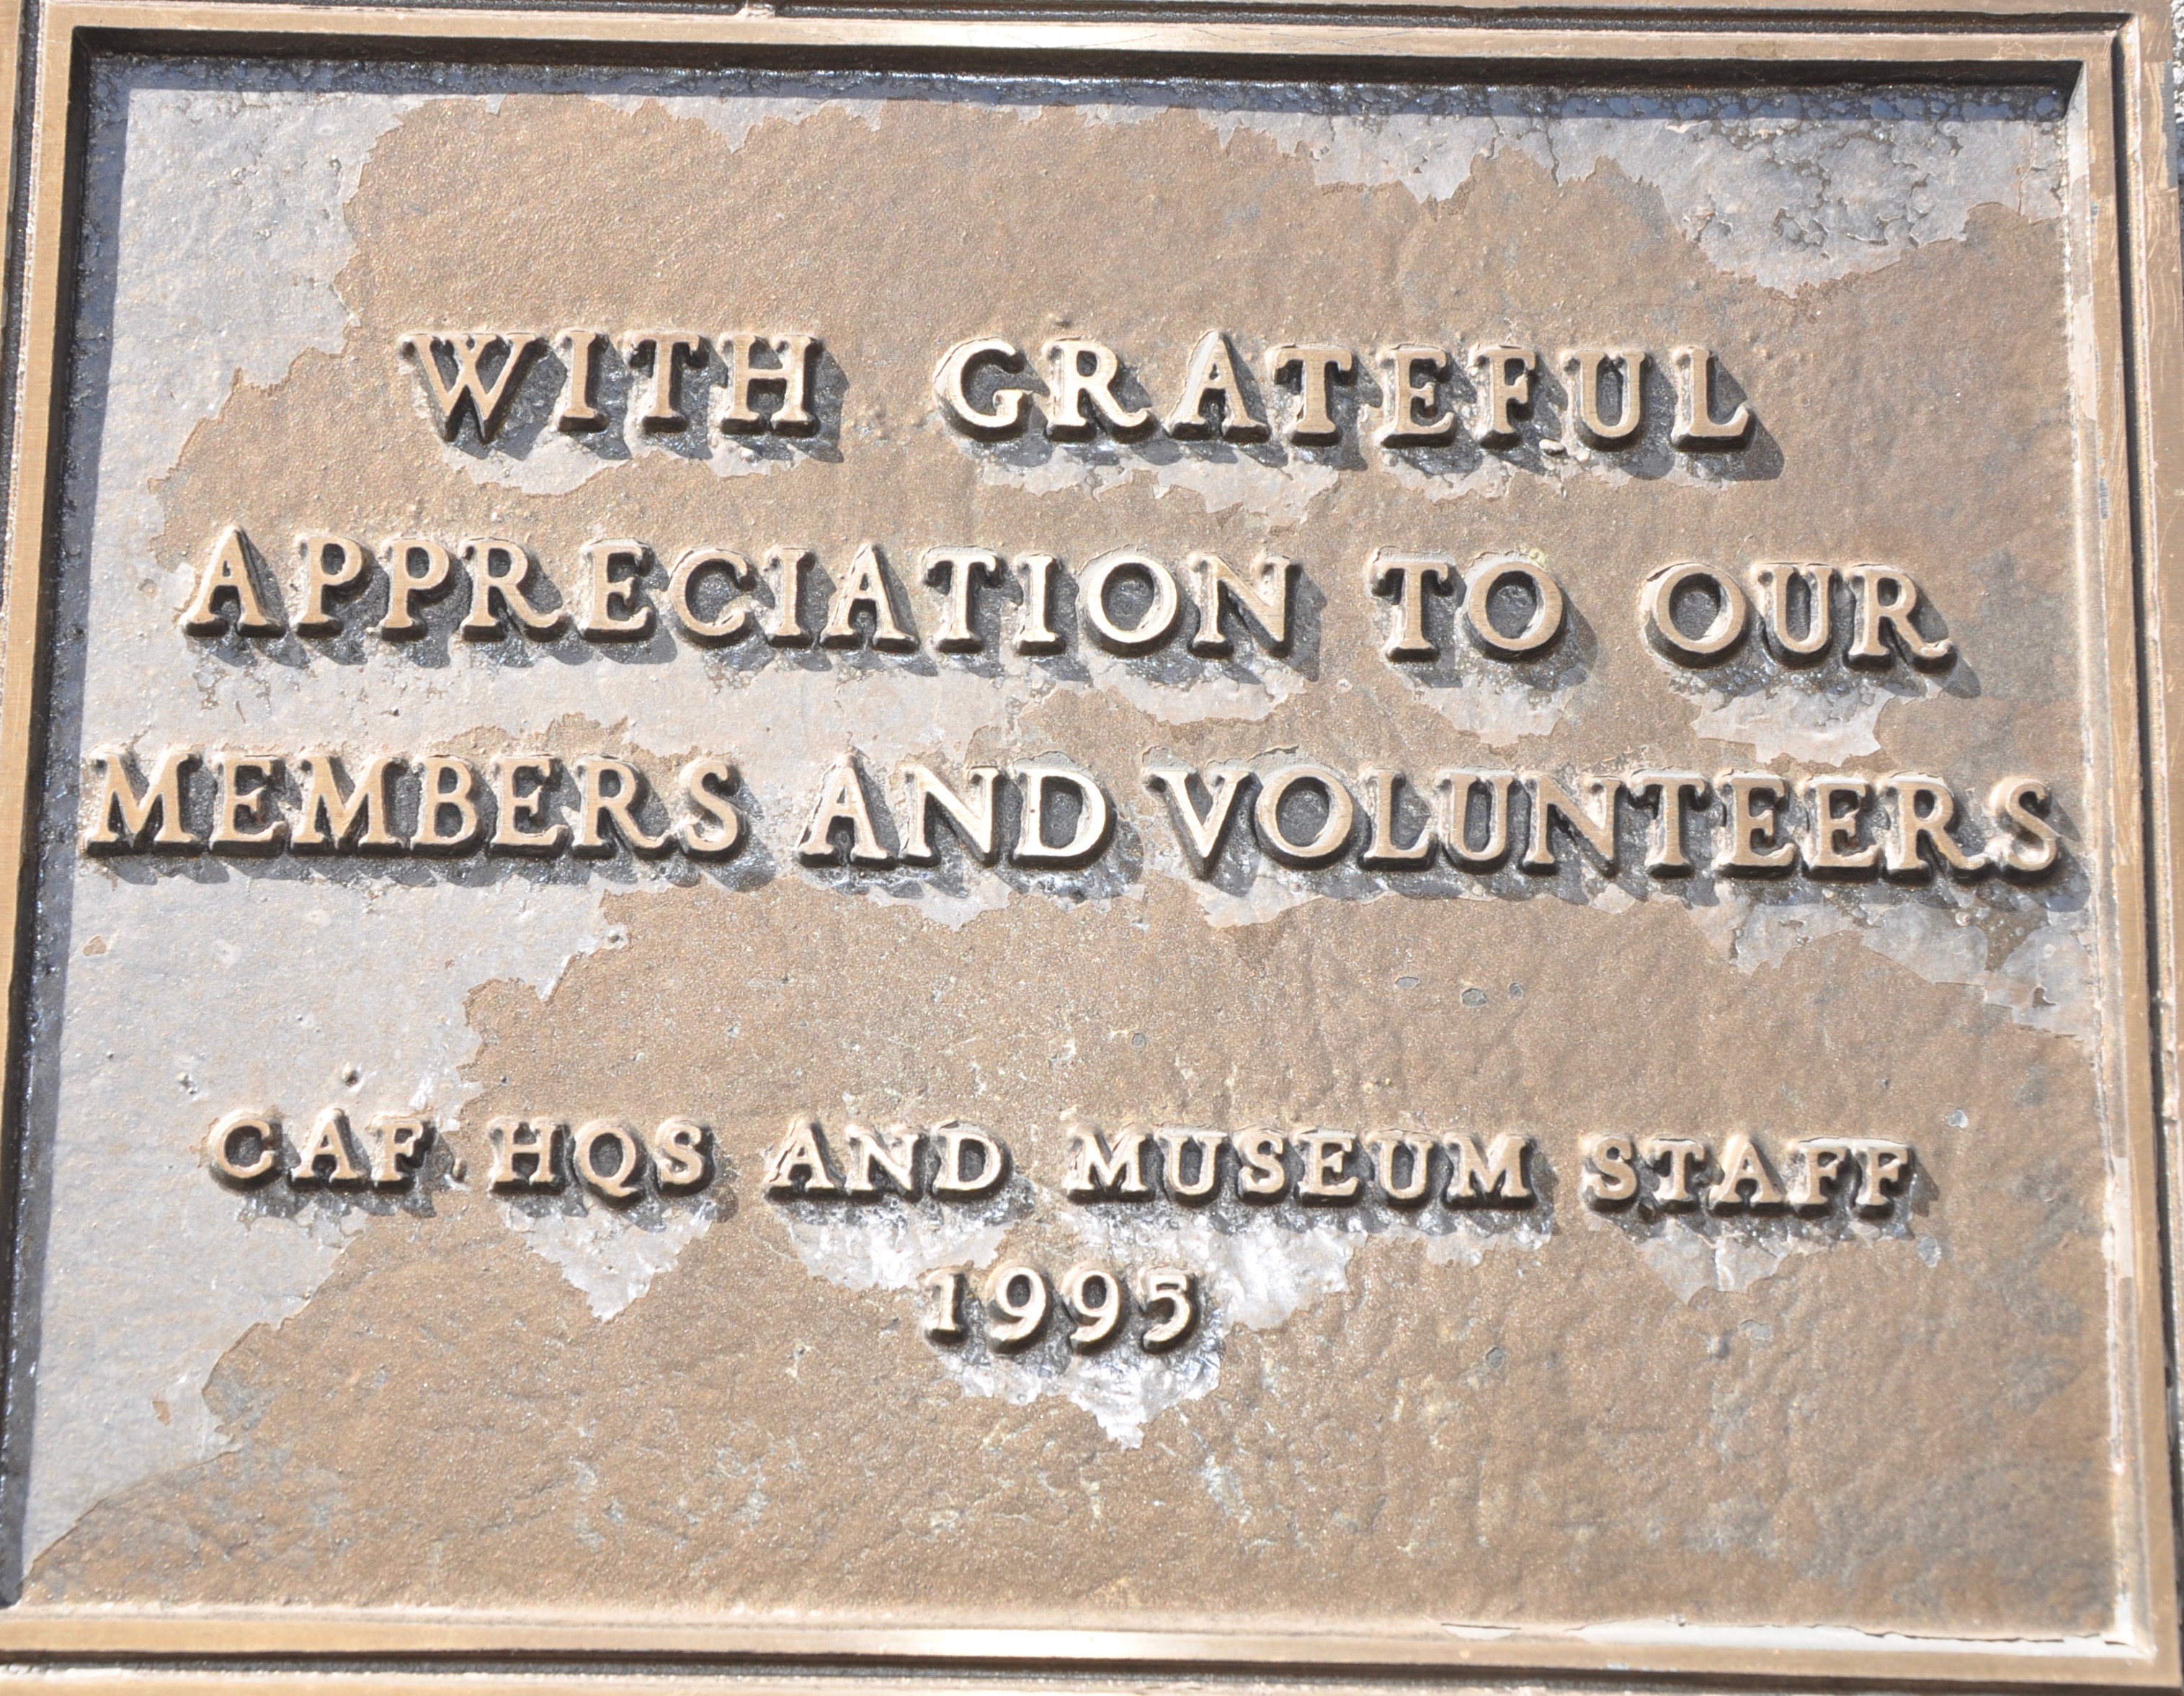 WITH GRATEFUL
APPRECIATION TO OUR
MEMBERS AND VOLUNTEERS
CAF HQS AND MUSEUM STAFF
1995